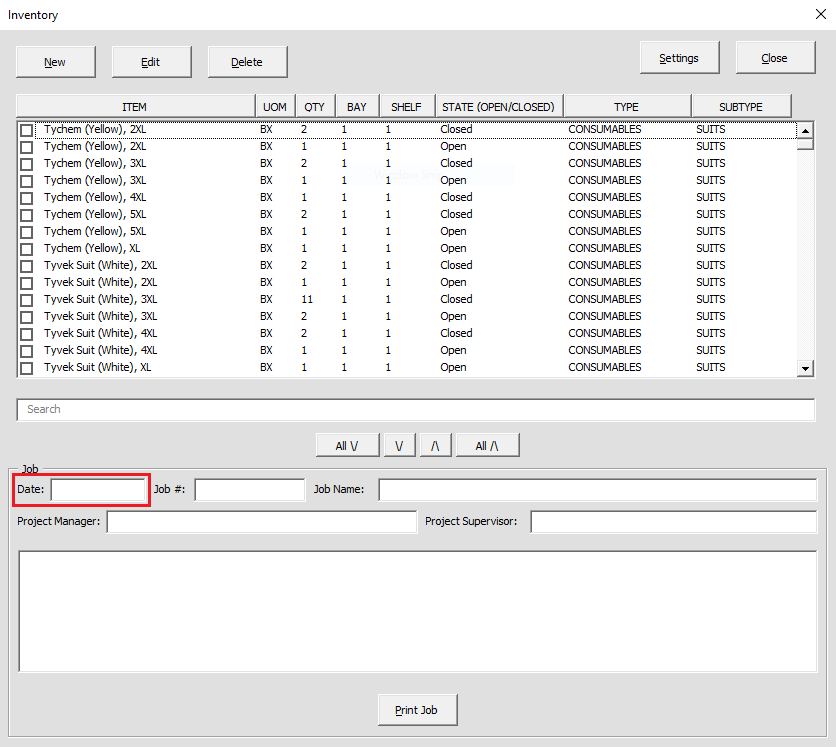 Inventory
New Edit Delete Settings Close
ITEM UOM QTY BAY SHELF STATE (OPEN/CLOSED) TYPE SUBTYPE
Tychem (Yellow), 2XL BX 2 1 1 Closed CONSUMABLES SUITS
Tychem (Yellow), 2XL BX 1 1 1 Open CONSUMABLES SUITS
Tychem (Yellow), 3XL BX 2 1 1 Closed CONSUMABLES SUITS
Tychem (Yellow), 3XL BX 1 1 1 Open CONSUMABLES SUITS
Tychem (Yellow), 4XL BX 1 1 1 Closed CONSUMABLES SUITS
Tychem (Yellow), 5XL BX 2 1 1 Closed CONSUMABLES SUITS
Tychem (Yellow), 5XL BX 1 1 1 Open CONSUMABLES SUITS
Tychem (Yellow), XL BX 1 1 1 Open CONSUMABLES SUITS
Tyvek Suit (White), 2XL BX 2 1 1 Closed CONSUMABLES SUITS
Tyvek Suit (White), 2XL BX 1 1 1 Open CONSUMABLES SUITS
Tyvek Suit (White), 3XL BX 11 1 1 Closed CONSUMABLES SUITS
Tyvek Suit (White), 3XL BX 2 1 1 Open CONSUMABLES SUITS
Tyvek Suit (White), 4XL BX 2 1 1 Closed CONSUMABLES SUITS
Tyvek Suit (White), 4XL BX 1 1 1 Open CONSUMABLES SUITS
Tyvek Suit (White), XL BX 1 1 1 Open CONSUMABLES SUITS
Search
All \/ \/ /\ All /\
Job
Date: Job #: Job Name:
Project Manager: Project Supervisor:
Print Job